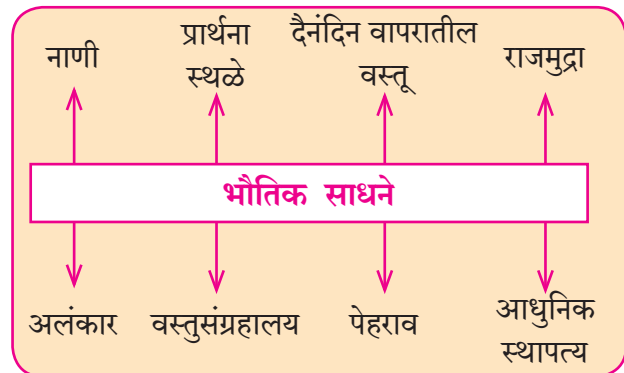 नाणी
प्रार्थना
स्थळे
दैनंदिन वापरातील
वस्तू
राजमुद्रा
भौतिक साधने
अलंकार
वस्तुसंग्रहालय
पेहराव
आधुनिक
स्थापत्य